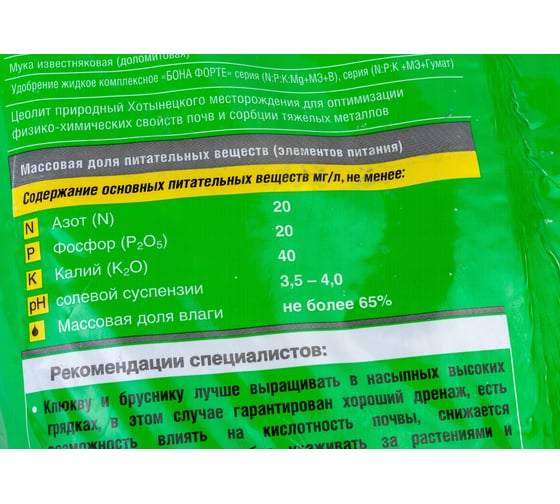 Мука известняковая (доломитовая)
Удобрение жидкое комплексное «БОНА ФОРТЕ» серия (N:P:K:Mg+МЭ+В), серия (N:P:K +МЭ+Гумат)
Цеолит природный Хотынецкого месторождения для оптимизации
физико-химических свойств почв и сорбции тяжёлых металлов
Массовая доля питательных веществ (элементов питания)
Содержание основных питательных веществ мг/л, не менее:
N Азот (N) 20
P Фосфор (P2O5) 20
K Калий (K2O) 40
pH солевой суспензии 3,5 – 4,0
Массовая доля влаги не более 65%
Рекомендации специалистов:
• Клюкву и бруснику лучше выращивать в насыпных высоких
грядках, в этом случае гарантирован хороший дренаж, есть
возможность влиять на кислотность почвы, снижается
ухаживать за растениями и